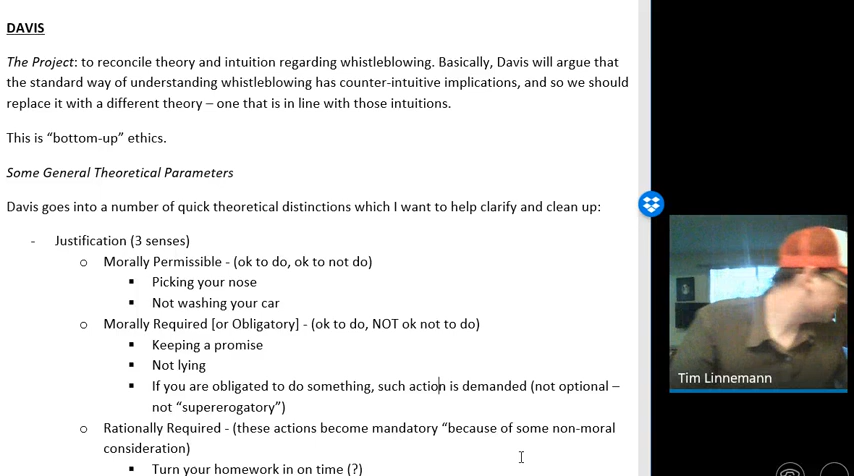 DAVIS
The Project: to reconcile theory and intuition regarding whistleblowing. Basically, Davis will argue that
the standard way of understanding whistleblowing has counter-intuitive implications, and so we should
replace it with a different theory – one that is in line with those intuitions.
This is “bottom-up” ethics.
Some General Theoretical Parameters
Davis goes into a number of quick theoretical distinctions which I want to help clarify and clean up:
- Justification (3 senses)
o Morally Permissible - (ok to do, ok to not do)
▪ Picking your nose
▪ Not washing your car
o Morally Required [or Obligatory] - (ok to do, NOT ok not to do)
▪ Keeping a promise
▪ Not lying
▪ If you are obligated to do something, such action is demanded (not optional –
not “supererogatory”)
o Rationally Required - (these actions become mandatory “because of some non-moral
consideration)
▪ Turn your homework in on time (?)
Tim Linnemann